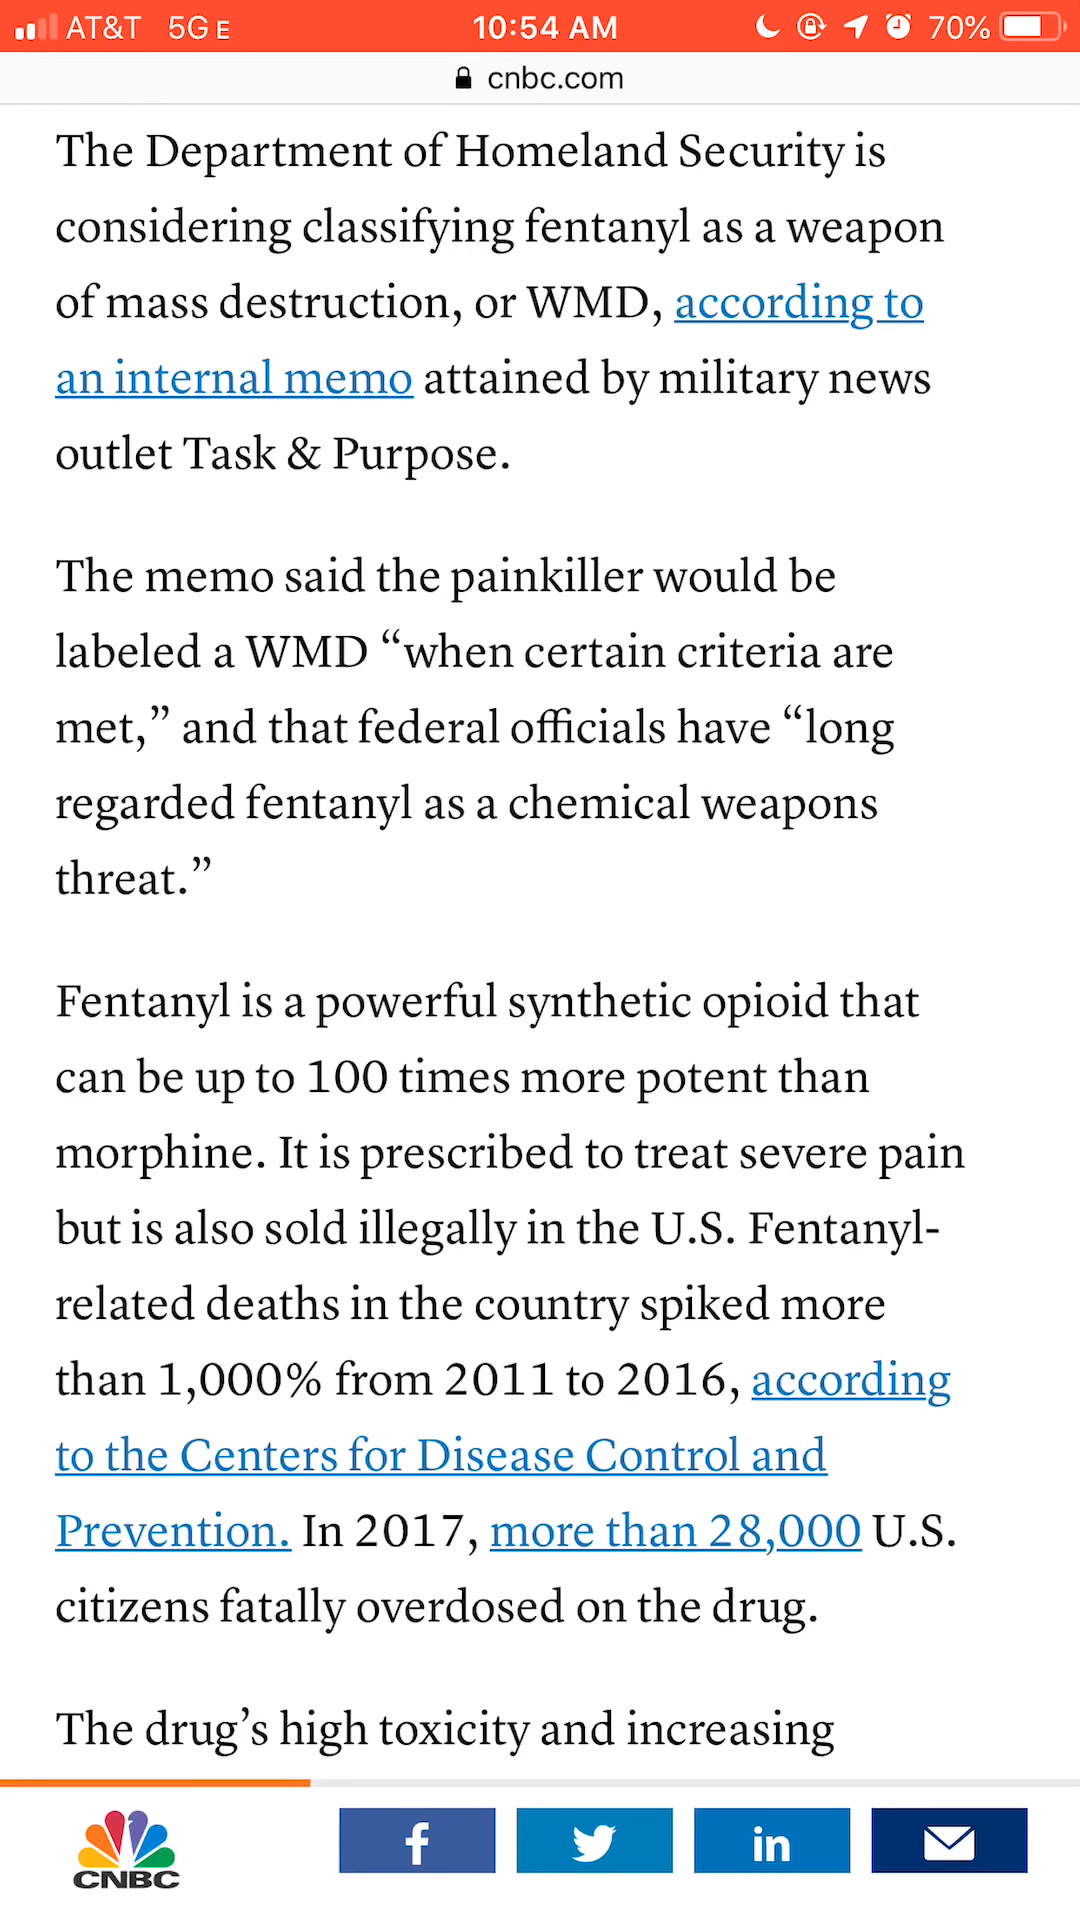 AT&T 5G E 10:54 AM 70%
cnbc.com
The Department of Homeland Security is
considering classifying fentanyl as a weapon
of mass destruction, or WMD, according to
an internal memo attained by military news
outlet Task & Purpose.
The memo said the painkiller would be
labeled a WMD “when certain criteria are
met,” and that federal officials have “long
regarded fentanyl as a chemical weapons
threat.”
Fentanyl is a powerful synthetic opioid that
can be up to 100 times more potent than
morphine. It is prescribed to treat severe pain
but is also sold illegally in the U.S. Fentanyl-
related deaths in the country spiked more
than 1,000% from 2011 to 2016, according
to the Centers for Disease Control and
Prevention. In 2017, more than 28,000 U.S.
citizens fatally overdosed on the drug.
The drug’s high toxicity and increasing
CNBC f in